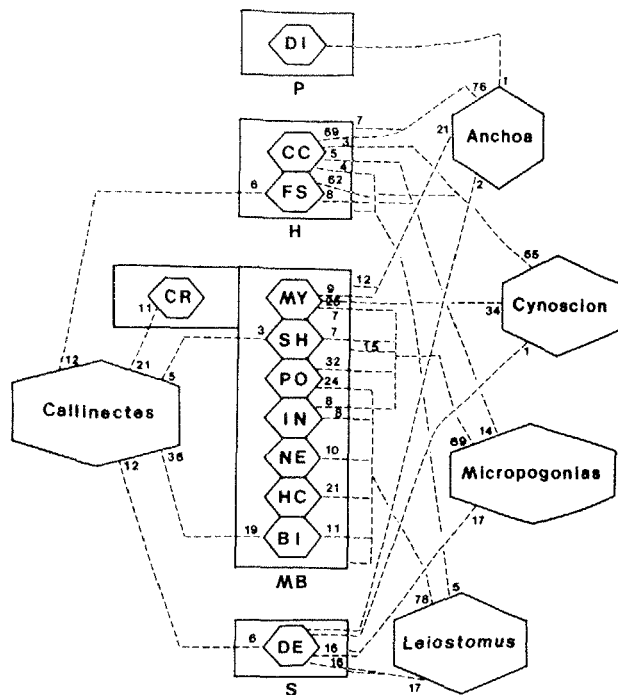 DI
P
1
76
7
69
CC
3
5
4
21
Anchoa
62
2
6
FS
8
H
65
12
CR
9
MY
11
7
34
Cynoscion
3
SH
7
15
12
21
5
32
1
PO
24
Callinectes
8
IN
8
14
12
36
NE
10
69
Micropogonias
HC
21
17
19
BI
11
MB
78
5
6
DE
16
Leiostomus
16
17
S